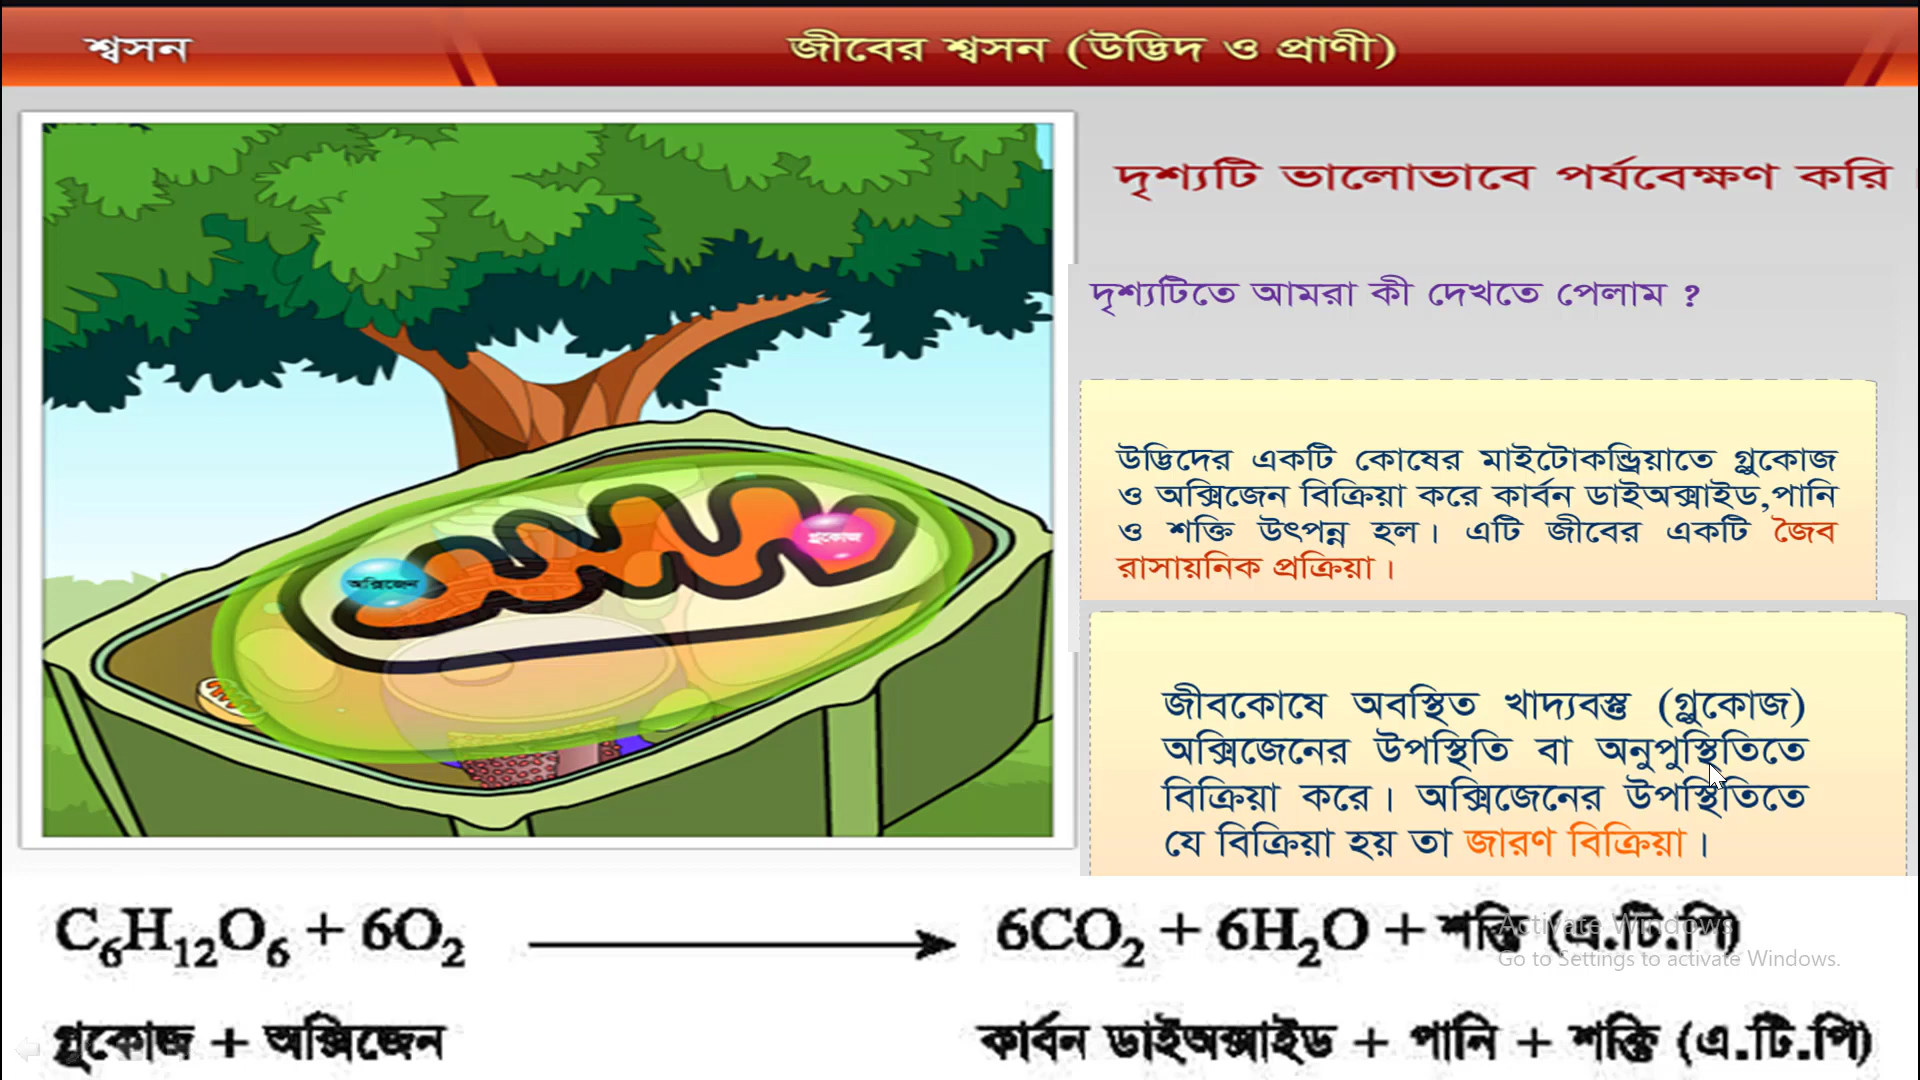 শ্বসন
জীবের শ্বসন (উদ্ভিদ ও প্রাণী)
দৃশ্যটি ভালোভাবে পর্যবেক্ষণ করি
দৃশ্যটিতে আমরা কী দেখতে পেলাম ?
উদ্ভিদের একটি কোষের মাইটোকন্ড্রিয়াতে গ্লুকোজ
ও অক্সিজেন বিক্রিয়া করে কার্বন ডাইঅক্সাইড,পানি
ও শক্তি উৎপন্ন হল। এটি জীবের একটি জৈব
রাসায়নিক প্রক্রিয়া।
অক্সিজেন
গ্লুকোজ
জীবকোষে অবস্থিত খাদ্যবস্তু (গ্লুকোজ)
অক্সিজেনের উপস্থিতি বা অনুপুস্থিতিতে
বিক্রিয়া করে। অক্সিজেনের উপস্থিতিতে
যে বিক্রিয়া হয় তা জারণ বিক্রিয়া।
C₆H₁₂O₆ + 6O₂ → 6CO₂ + 6H₂O + শক্তি (এ.টি.পি)
Activate Windows
Go to Settings to activate Windows.
গ্লুকোজ + অক্সিজেন কার্বন ডাইঅক্সাইড + পানি + শক্তি (এ.টি.পি)